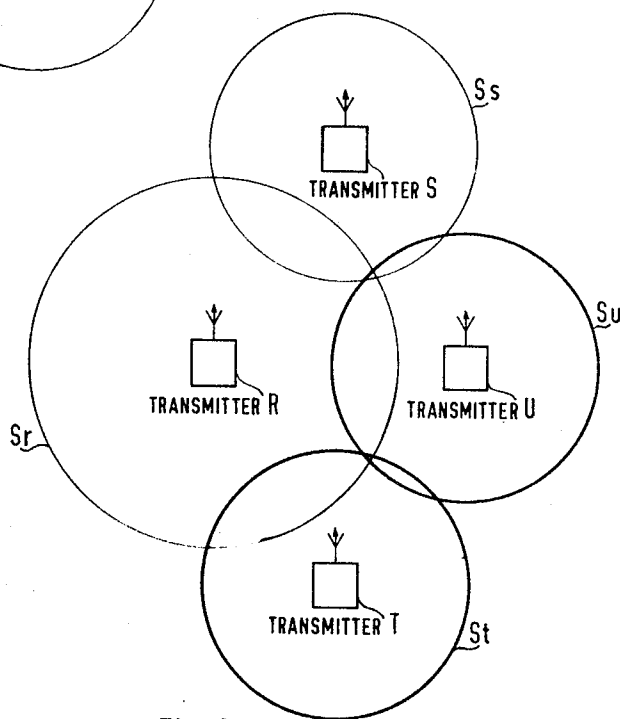 Ss
TRANSMITTER S
Su
TRANSMITTER R
TRANSMITTER U
Sr
TRANSMITTER T
St